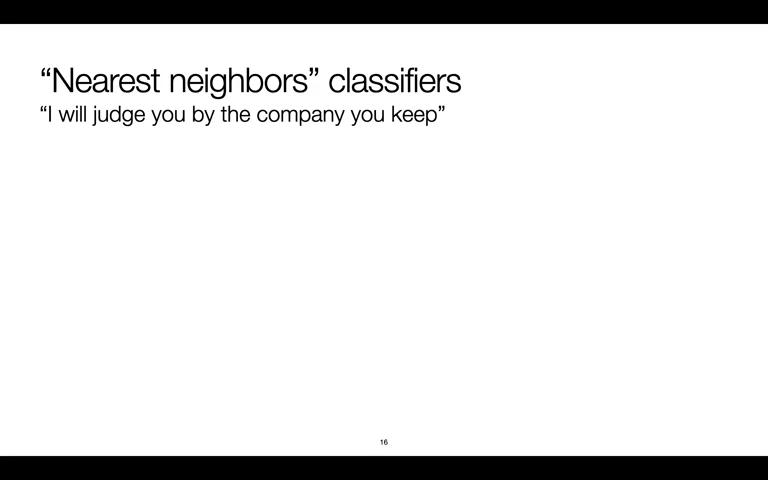 “Nearest neighbors” classifiers
“I will judge you by the company you keep”
16